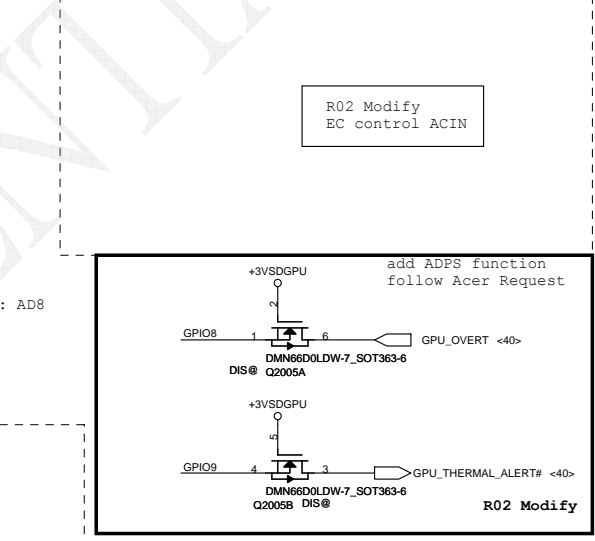 R02 Modify
EC control ACIN
: AD8
add ADPS function
follow Acer Request
+3VSDGPU
2
GPIO8
1
6
GPU_OVERT <40>
DMN66D0LDW-7_SOT363-6
DIS@ Q2005A
+3VSDGPU
5
GPIO9
4
3
GPU_THERMAL_ALERT# <40>
DMN66D0LDW-7_SOT363-6
Q2005B DIS@
R02 Modify